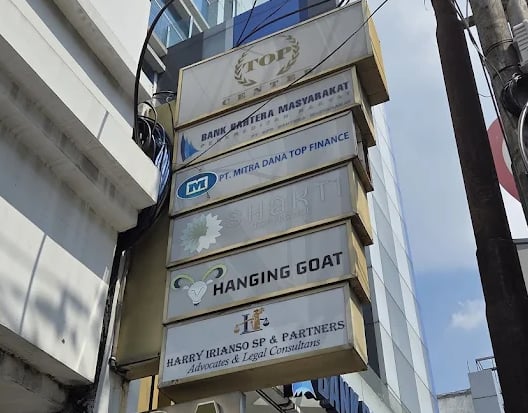 TOP
CENTER
BANK BAHTERA MASYARAKAT
M PT. MITRA DANA TOP FINANCE
SHAKTI
HANGING GOAT
HARRY IRIANSO SP & PARTNERS
Advocates & Legal Consultans